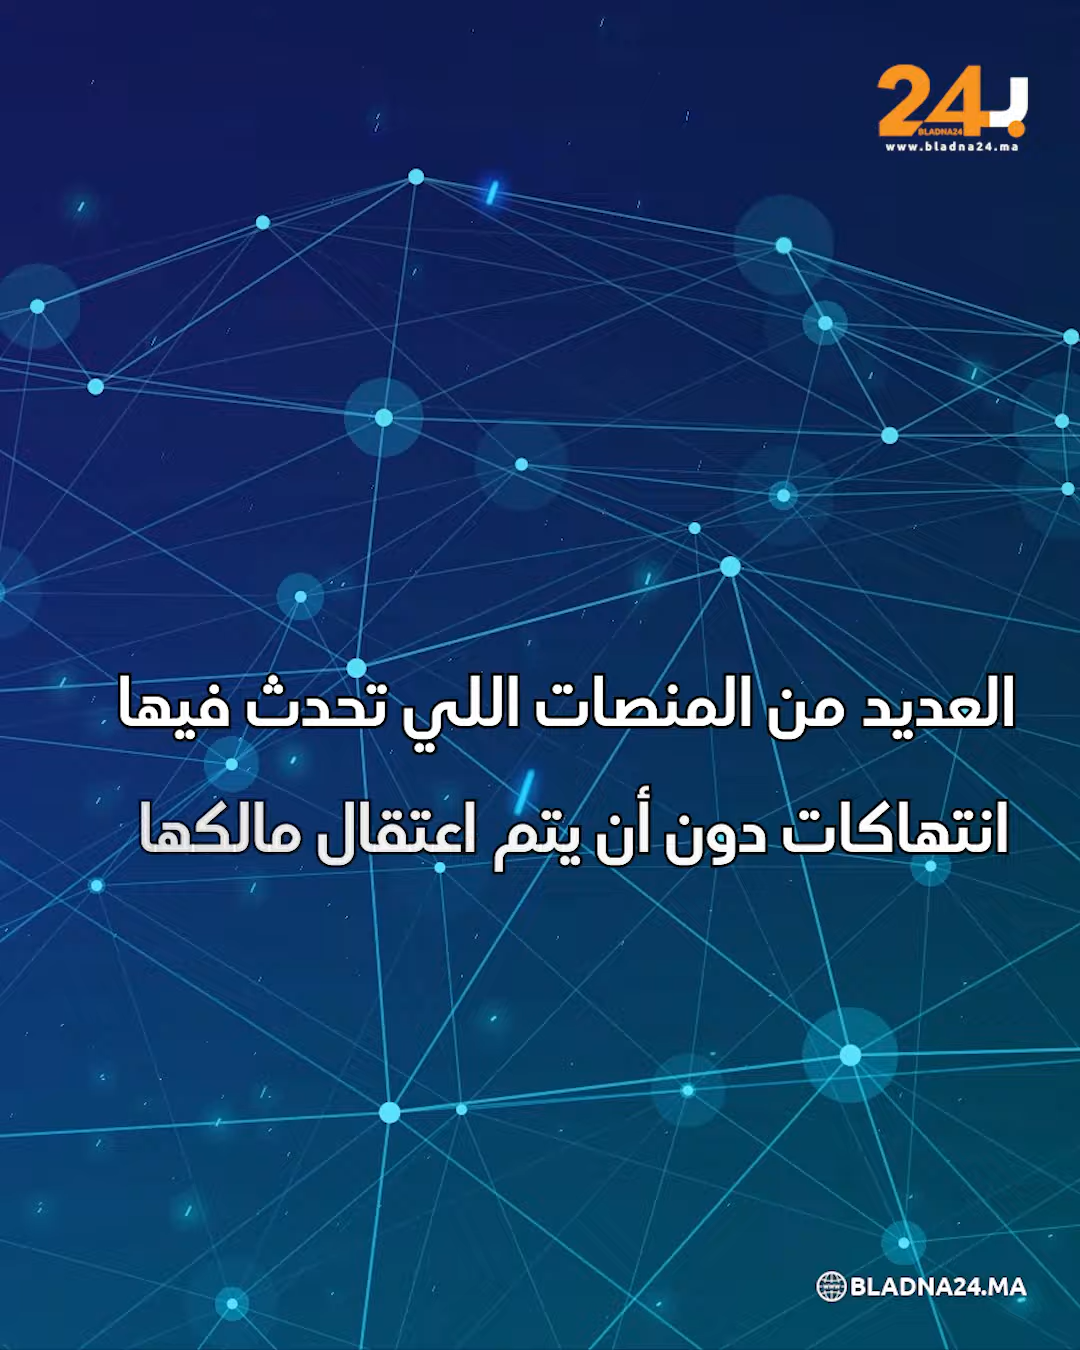 24ب
BLADNA24
www.bladna24.ma
العديد من المنصات اللي تحدث فيها
انتهاكات دون أن يتم اعتقال مالكها
BLADNA24.MA